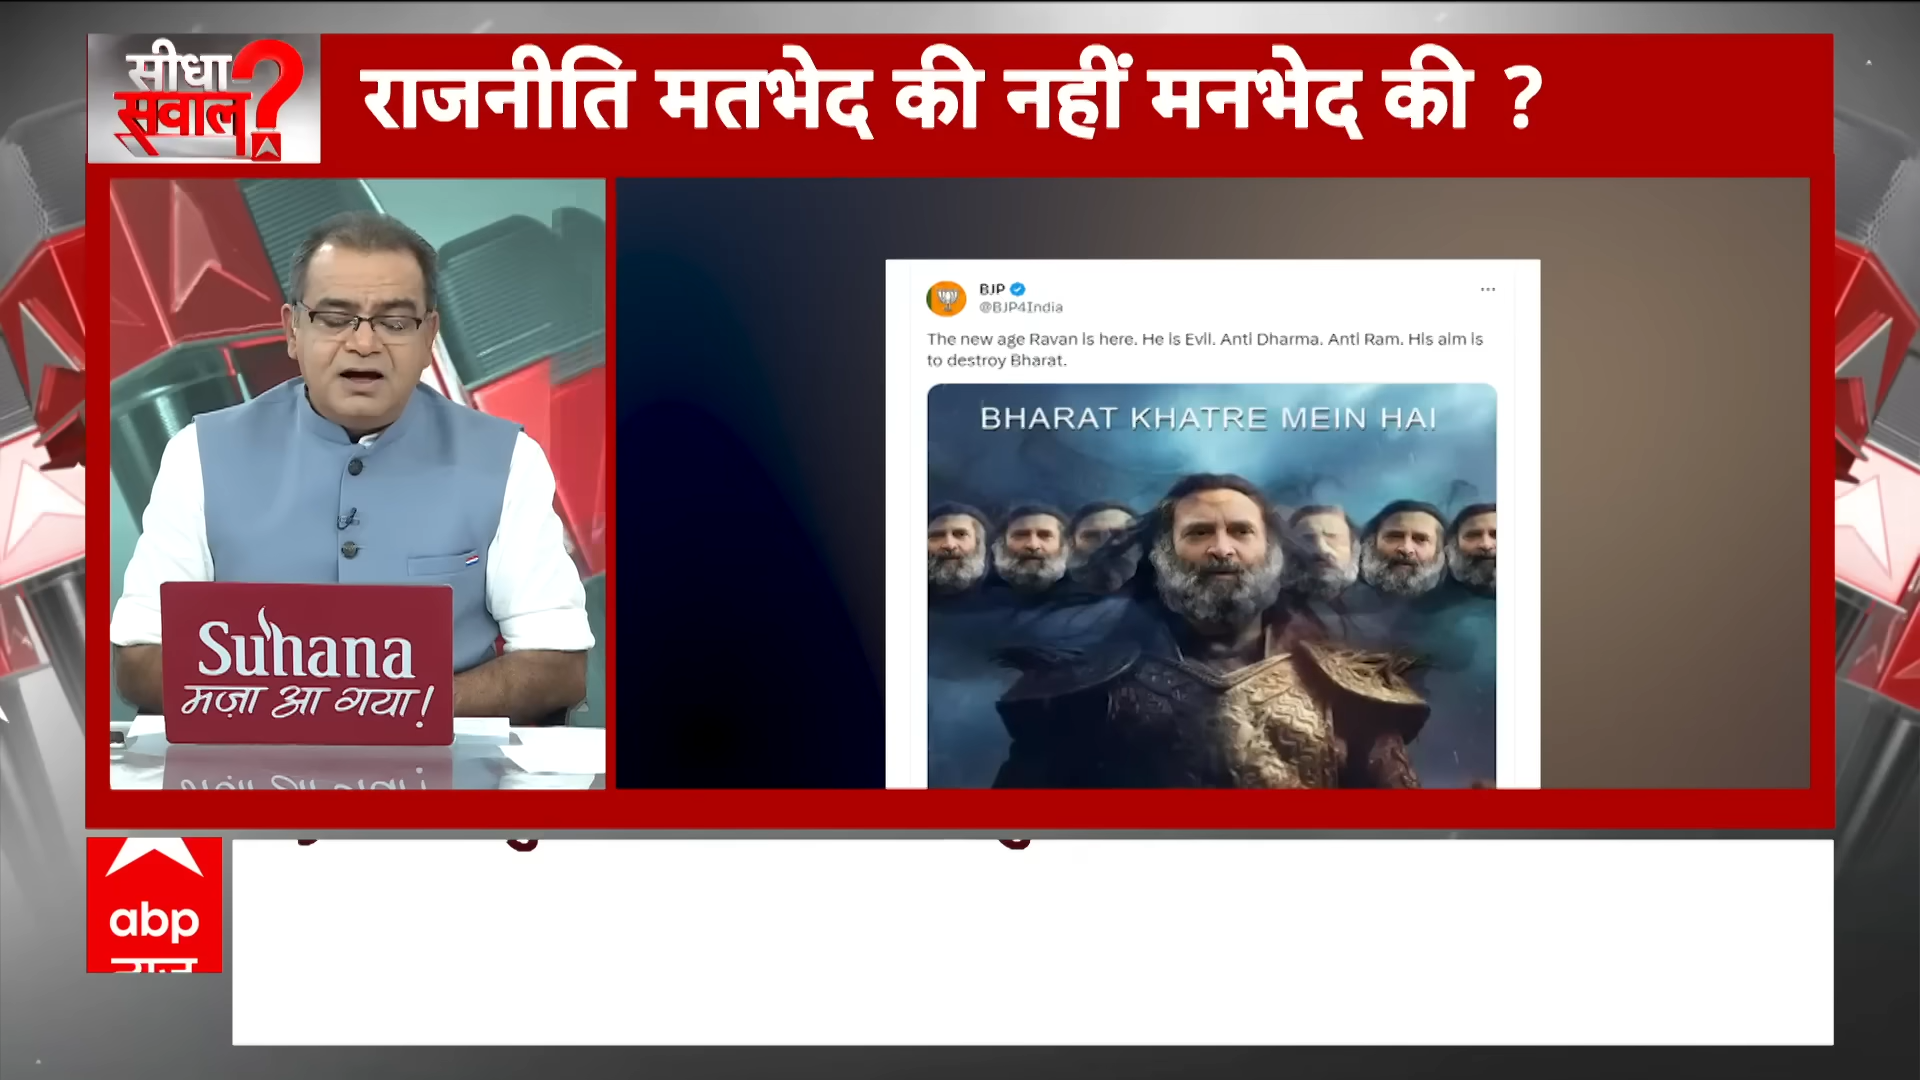 सीधा
सवाल?
राजनीति मतभेद की नहीं मनभेद की ?
BJP
@BJP4India
The new age Ravan is here. He is Evil. Anti Dharma. Anti Ram. His aim is
to destroy Bharat.
BHARAT KHATRE MEIN HAI
Suhana
मज़ा आ गया!
abp